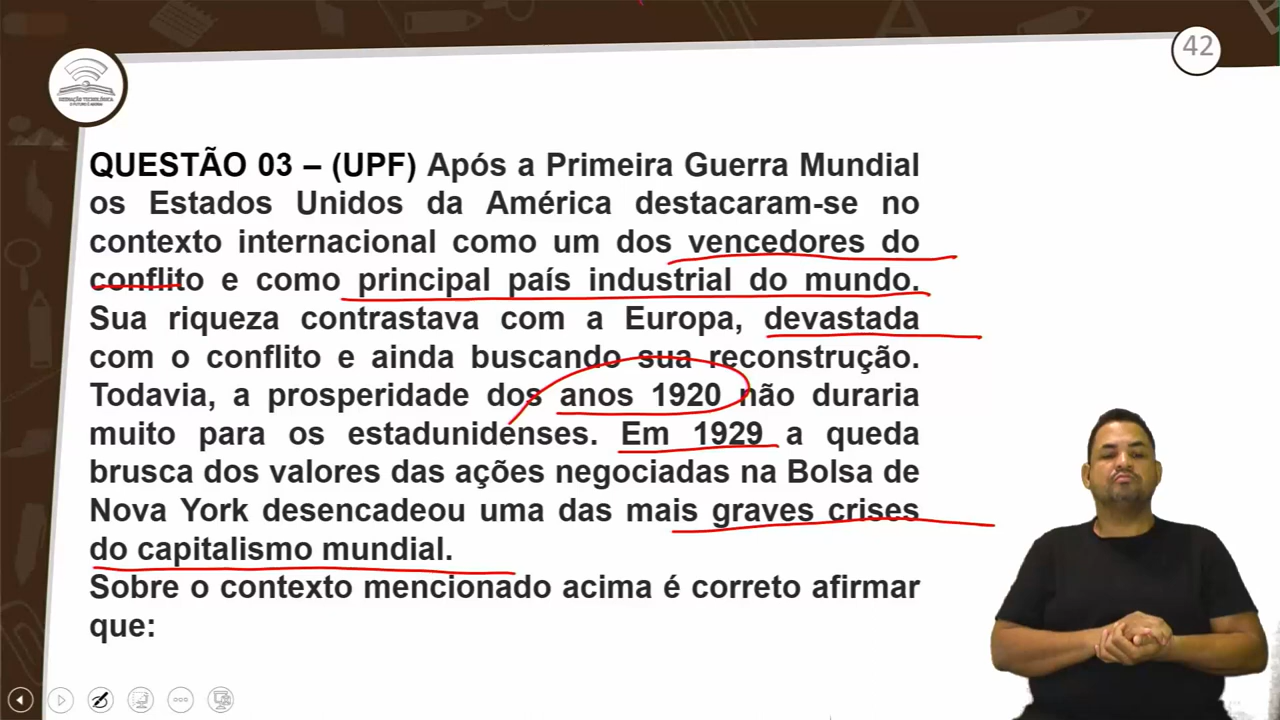 42
MEDIAÇÃO TECNOLÓGICA
O FUTURO É AGORA
QUESTÃO 03 – (UPF) Após a Primeira Guerra Mundial
os Estados Unidos da América destacaram-se no
contexto internacional como um dos vencedores do
conflito e como principal país industrial do mundo.
Sua riqueza contrastava com a Europa, devastada
com o conflito e ainda buscando sua reconstrução.
Todavia, a prosperidade dos anos 1920 não duraria
muito para os estadunidenses. Em 1929 a queda
brusca dos valores das ações negociadas na Bolsa de
Nova York desencadeou uma das mais graves crises
do capitalismo mundial.
Sobre o contexto mencionado acima é correto afirmar
que: